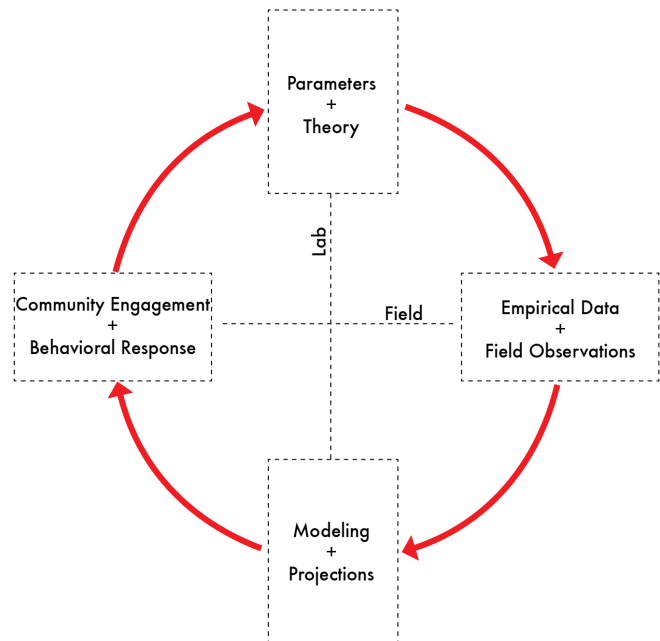 Parameters
+
Theory
Lab
Community Engagement
+
Behavioral Response
Field
Empirical Data
+
Field Observations
Modeling
+
Projections